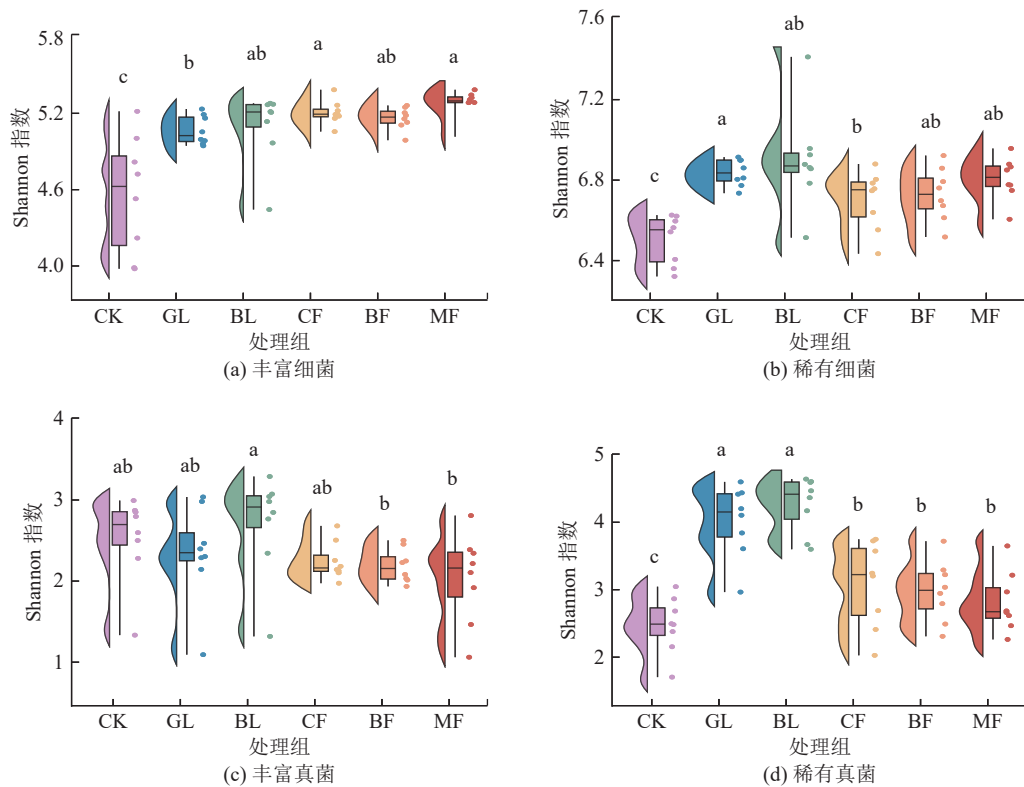 5.8
5.2
4.6
4.0
Shannon 指数
c
b
ab
a
ab
a
CK
GL
BL
CF
BF
MF
处理组
(a) 丰富细菌
7.6
7.2
6.8
6.4
Shannon 指数
c
a
ab
b
ab
ab
CK
GL
BL
CF
BF
MF
处理组
(b) 稀有细菌
4
3
2
1
Shannon 指数
ab
ab
a
ab
b
b
CK
GL
BL
CF
BF
MF
处理组
(c) 丰富真菌
5
4
3
2
Shannon 指数
c
a
a
b
b
b
CK
GL
BL
CF
BF
MF
处理组
(d) 稀有真菌